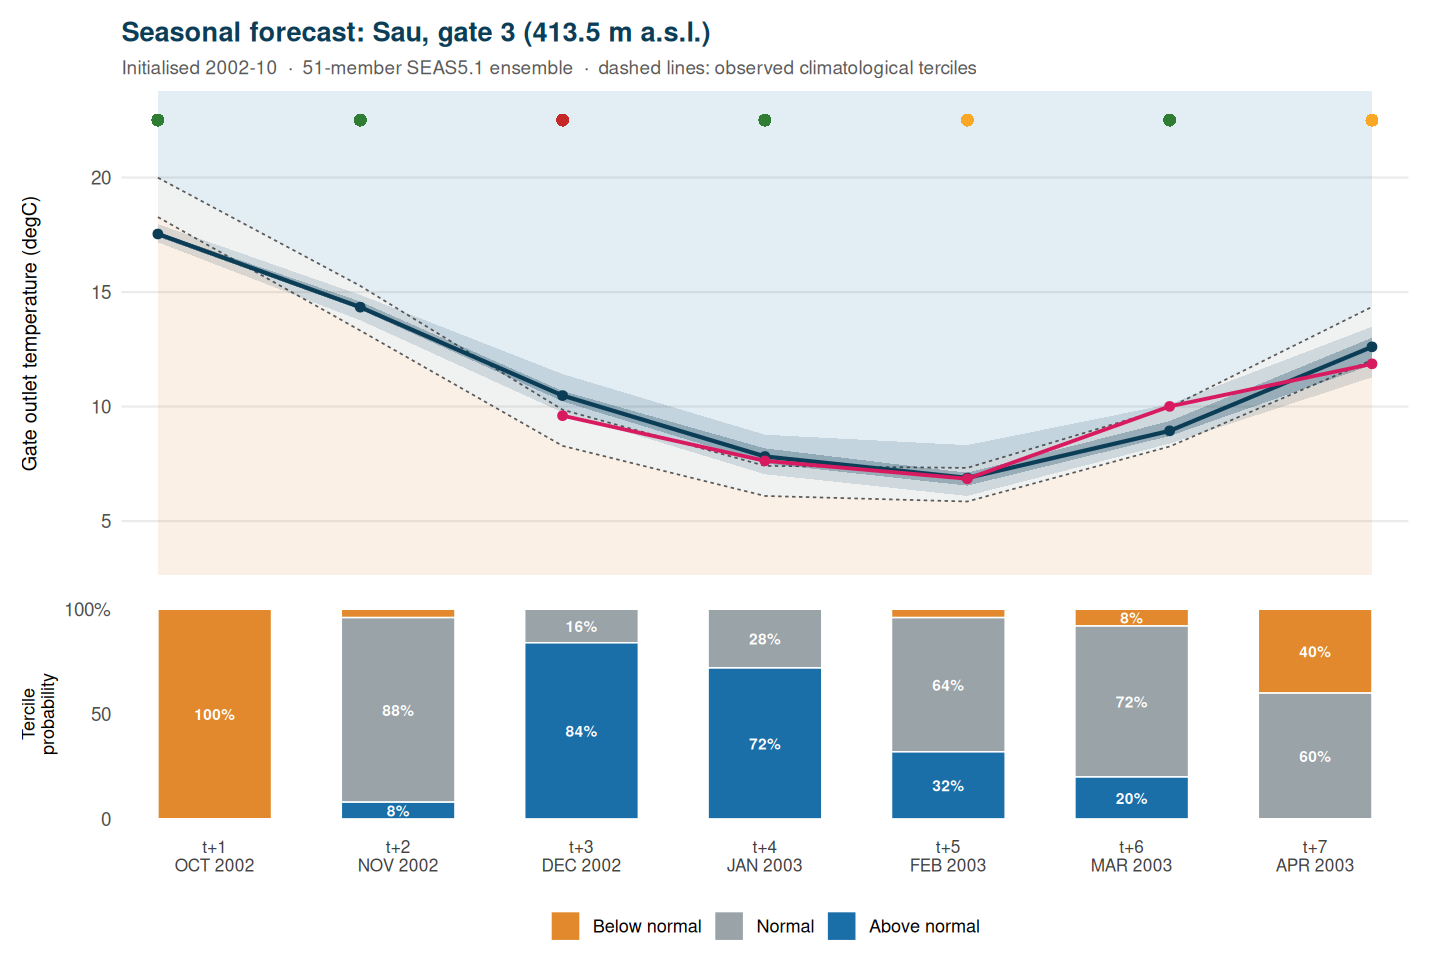 Seasonal forecast: Sau, gate 3 (413.5 m a.s.l.)
Initialised 2002-10 · 51-member SEAS5.1 ensemble · dashed lines: observed climatological terciles
Gate outlet temperature (degC)
20
15
10
5
Tercile
probability
100%
50
0
100%
88%
8%
16%
84%
28%
72%
64%
32%
8%
72%
20%
40%
60%
t+1
OCT 2002
t+2
NOV 2002
t+3
DEC 2002
t+4
JAN 2003
t+5
FEB 2003
t+6
MAR 2003
t+7
APR 2003
Below normal
Normal
Above normal